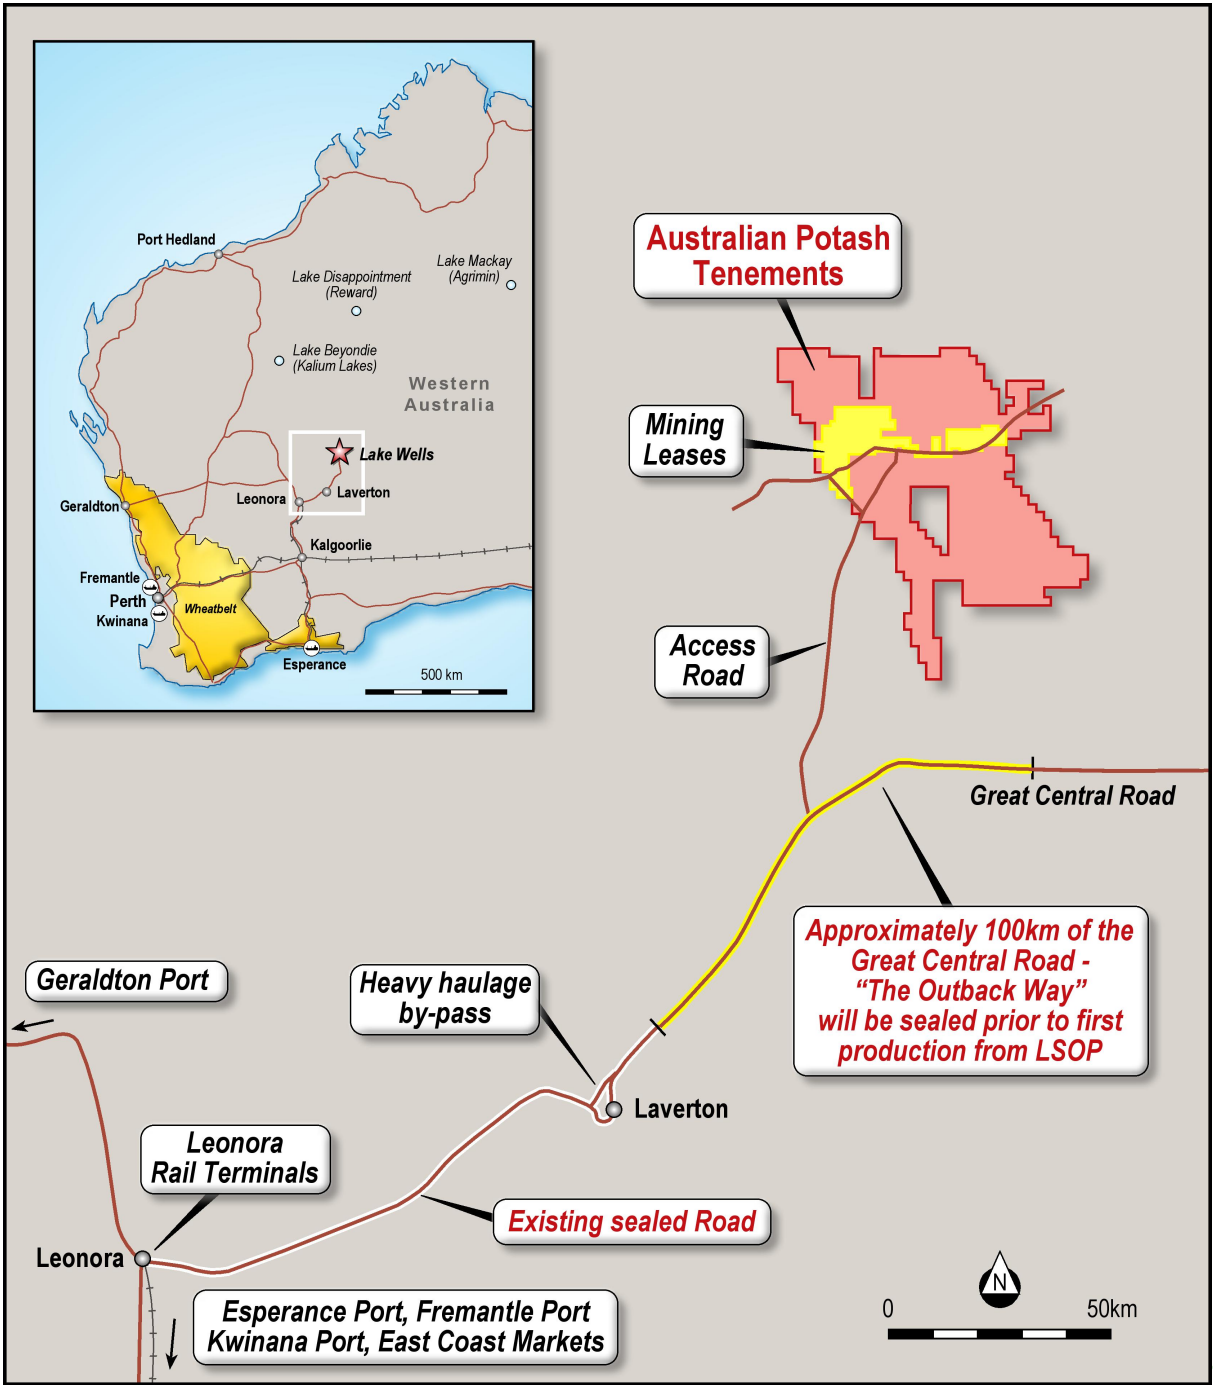 Port Hedland
Lake Disappointment
(Reward)
Lake Mackay
(Agrimin)
Lake Beyondie
(Kalium Lakes)
Western
Australia
Lake Wells
Leonora
Laverton
Geraldton
Kalgoorlie
Fremantle
Perth
Kwinana
Wheatbelt
Esperance
500 km
Australian Potash
Tenements
Mining
Leases
Access
Road
Great Central Road
Approximately 100km of the
Great Central Road -
“The Outback Way”
will be sealed prior to first
production from LSOP
Geraldton Port
Heavy haulage
by-pass
Laverton
Leonora
Rail Terminals
Existing sealed Road
Leonora
Esperance Port, Fremantle Port
Kwinana Port, East Coast Markets
N
0 50km